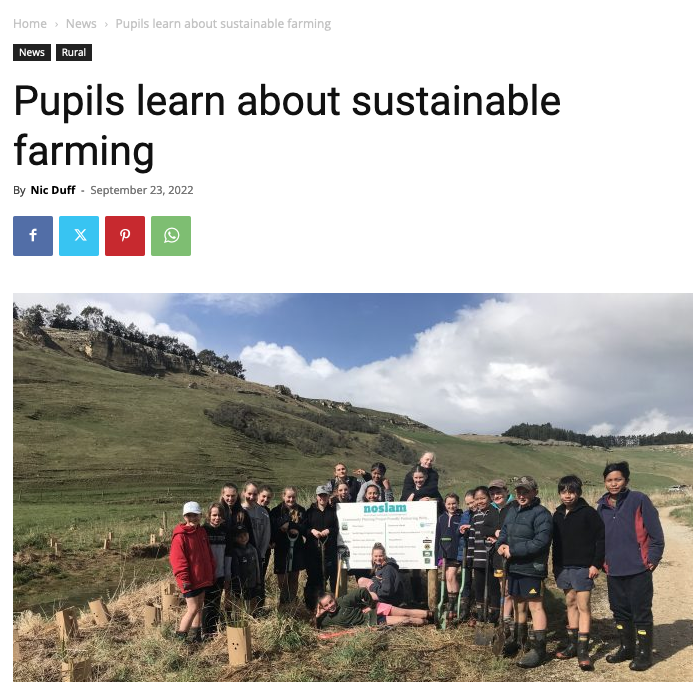 Home › News › Pupils learn about sustainable farming
News Rural
Pupils learn about sustainable
farming
By Nic Duff - September 23, 2022
noslam